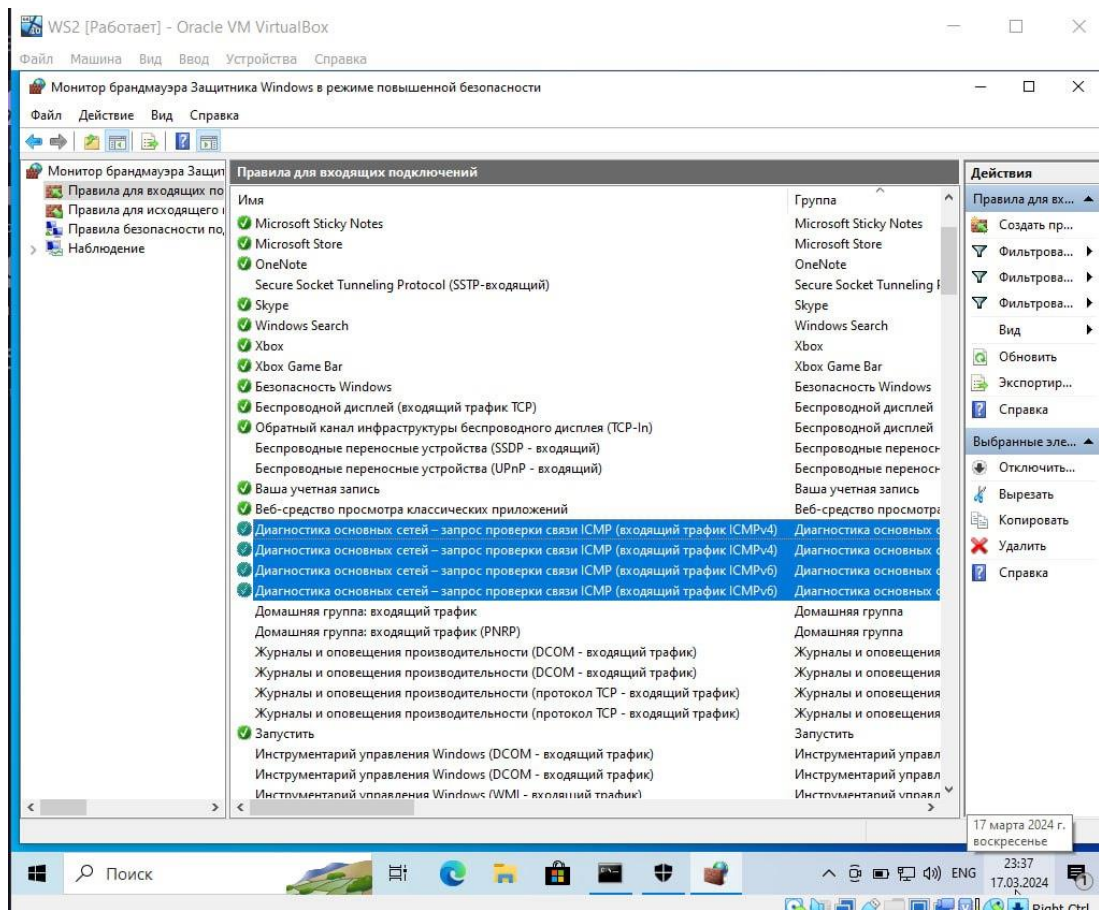 WS2 [Работает] - Oracle VM VirtualBox
Файл Машина Вид Ввод Устройства Справка
Монитор брандмауэра Защитника Windows в режиме повышенной безопасности
Файл Действие Вид Справка
Монитор брандмауэра Защит
Правила для входящих по
Правила для исходящего
Правила безопасности по,
Наблюдение
Правила для входящих подключений
Имя Группа
Microsoft Sticky Notes Microsoft Sticky Notes
Microsoft Store Microsoft Store
OneNote OneNote
Secure Socket Tunneling Protocol (SSTP-входящий) Secure Socket Tunneling
Skype Skype
Windows Search Windows Search
Xbox Xbox
Xbox Game Bar Xbox Game Bar
Безопасность Windows Безопасность Windows
Беспроводной дисплей (входящий трафик TCP) Беспроводной дисплей
Обратный канал инфраструктуры беспроводного дисплея (TCP-In) Беспроводной дисплей
Беспроводные переносные устройства (SSDP - входящий) Беспроводные перенос
Беспроводные переносные устройства (UPnP - входящий) Беспроводные перенос
Ваша учетная запись Ваша учетная запись
Веб-средство просмотра классических приложений Веб-средство просмотра
Диагностика основных сетей – запрос проверки связи ICMP (входящий трафик ICMPv4) Диагностика основных с
Диагностика основных сетей – запрос проверки связи ICMP (входящий трафик ICMPv4) Диагностика основных с
Диагностика основных сетей – запрос проверки связи ICMP (входящий трафик ICMPv6) Диагностика основных с
Диагностика основных сетей – запрос проверки связи ICMP (входящий трафик ICMPv6) Диагностика основных с
Домашняя группа: входящий трафик Домашняя группа
Домашняя группа: входящий трафик (PNRP) Домашняя группа
Журналы и оповещения производительности (DCOM - входящий трафик) Журналы и оповещения
Журналы и оповещения производительности (DCOM - входящий трафик) Журналы и оповещения
Журналы и оповещения производительности (протокол TCP - входящий трафик) Журналы и оповещения
Журналы и оповещения производительности (протокол TCP - входящий трафик) Журналы и оповещения
Запустить Запустить
Инструментарий управления Windows (DCOM - входящий трафик) Инструментарий управл
Инструментарий управления Windows (DCOM - входящий трафик) Инструментарий управл
Инструментарий управления Windows (WMI - входящий трафик) Инструментарий управл
Действия
Правила для вх...
Создать пр...
Фильтрова...
Фильтрова...
Фильтрова...
Вид
Обновить
Экспортир...
Справка
Выбранные эле...
Отключить...
Вырезать
Копировать
Удалить
Справка
17 марта 2024 г.
воскресенье
Поиск
ENG
23:37
17.03.2024
1
Right Ctrl